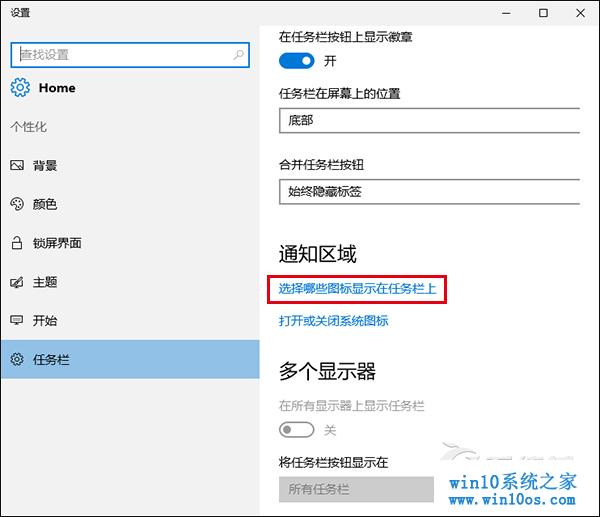 设置
查找设置
Home
个性化
背景
颜色
锁屏界面
主题
开始
任务栏
在任务栏按钮上显示徽章
开
任务栏在屏幕上的位置
底部
合并任务栏按钮
始终隐藏标签
通知区域
选择哪些图标显示在任务栏上
打开或关闭系统图标
多个显示器
在所有显示器上显示任务栏
关
将任务栏按钮显示在
所有任务栏
win10系统之家
www.win10os.com